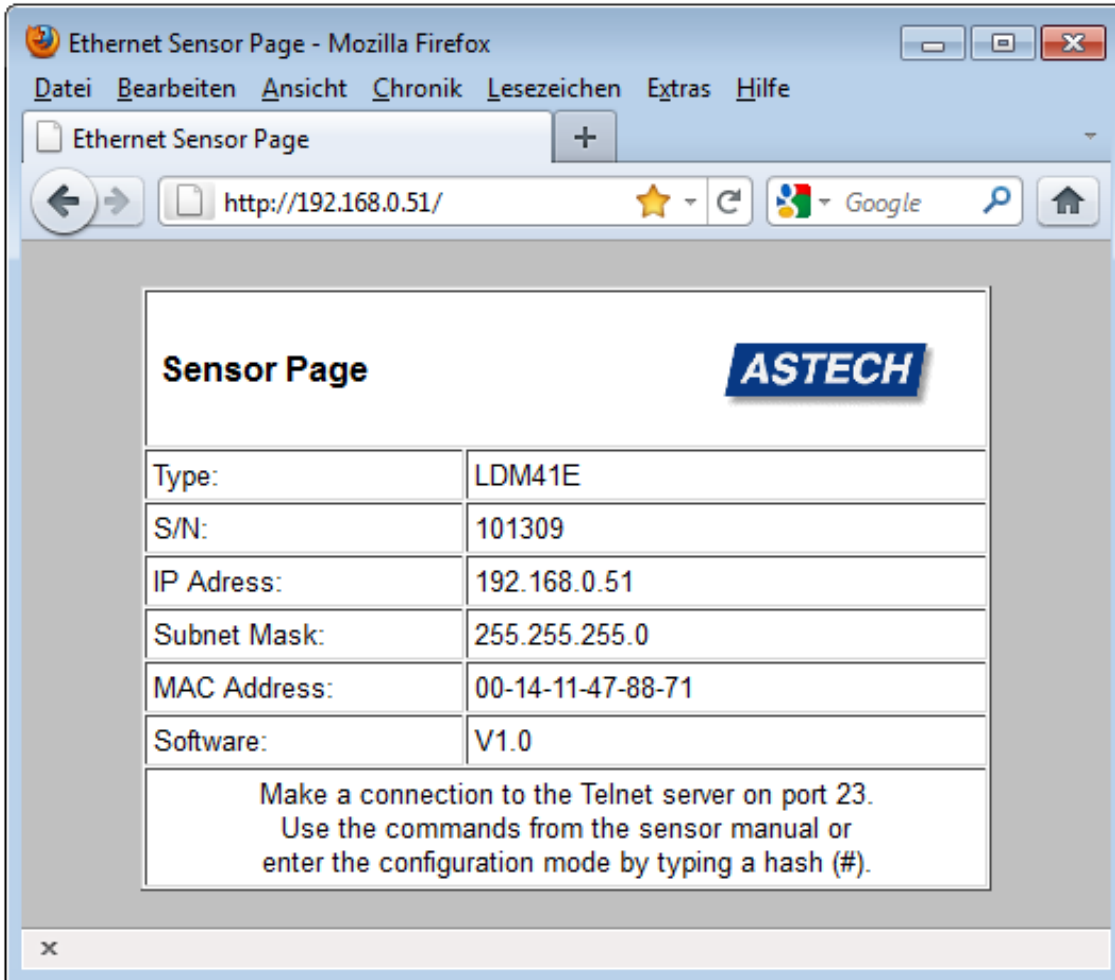 Ethernet Sensor Page - Mozilla Firefox
Datei Bearbeiten Ansicht Chronik Lesezeichen Extras Hilfe
Ethernet Sensor Page
http://192.168.0.51/ Google
Sensor Page ASTECH
Type: LDM41E
S/N: 101309
IP Adress: 192.168.0.51
Subnet Mask: 255.255.255.0
MAC Address: 00-14-11-47-88-71
Software: V1.0
Make a connection to the Telnet server on port 23.
Use the commands from the sensor manual or
enter the configuration mode by typing a hash (#).